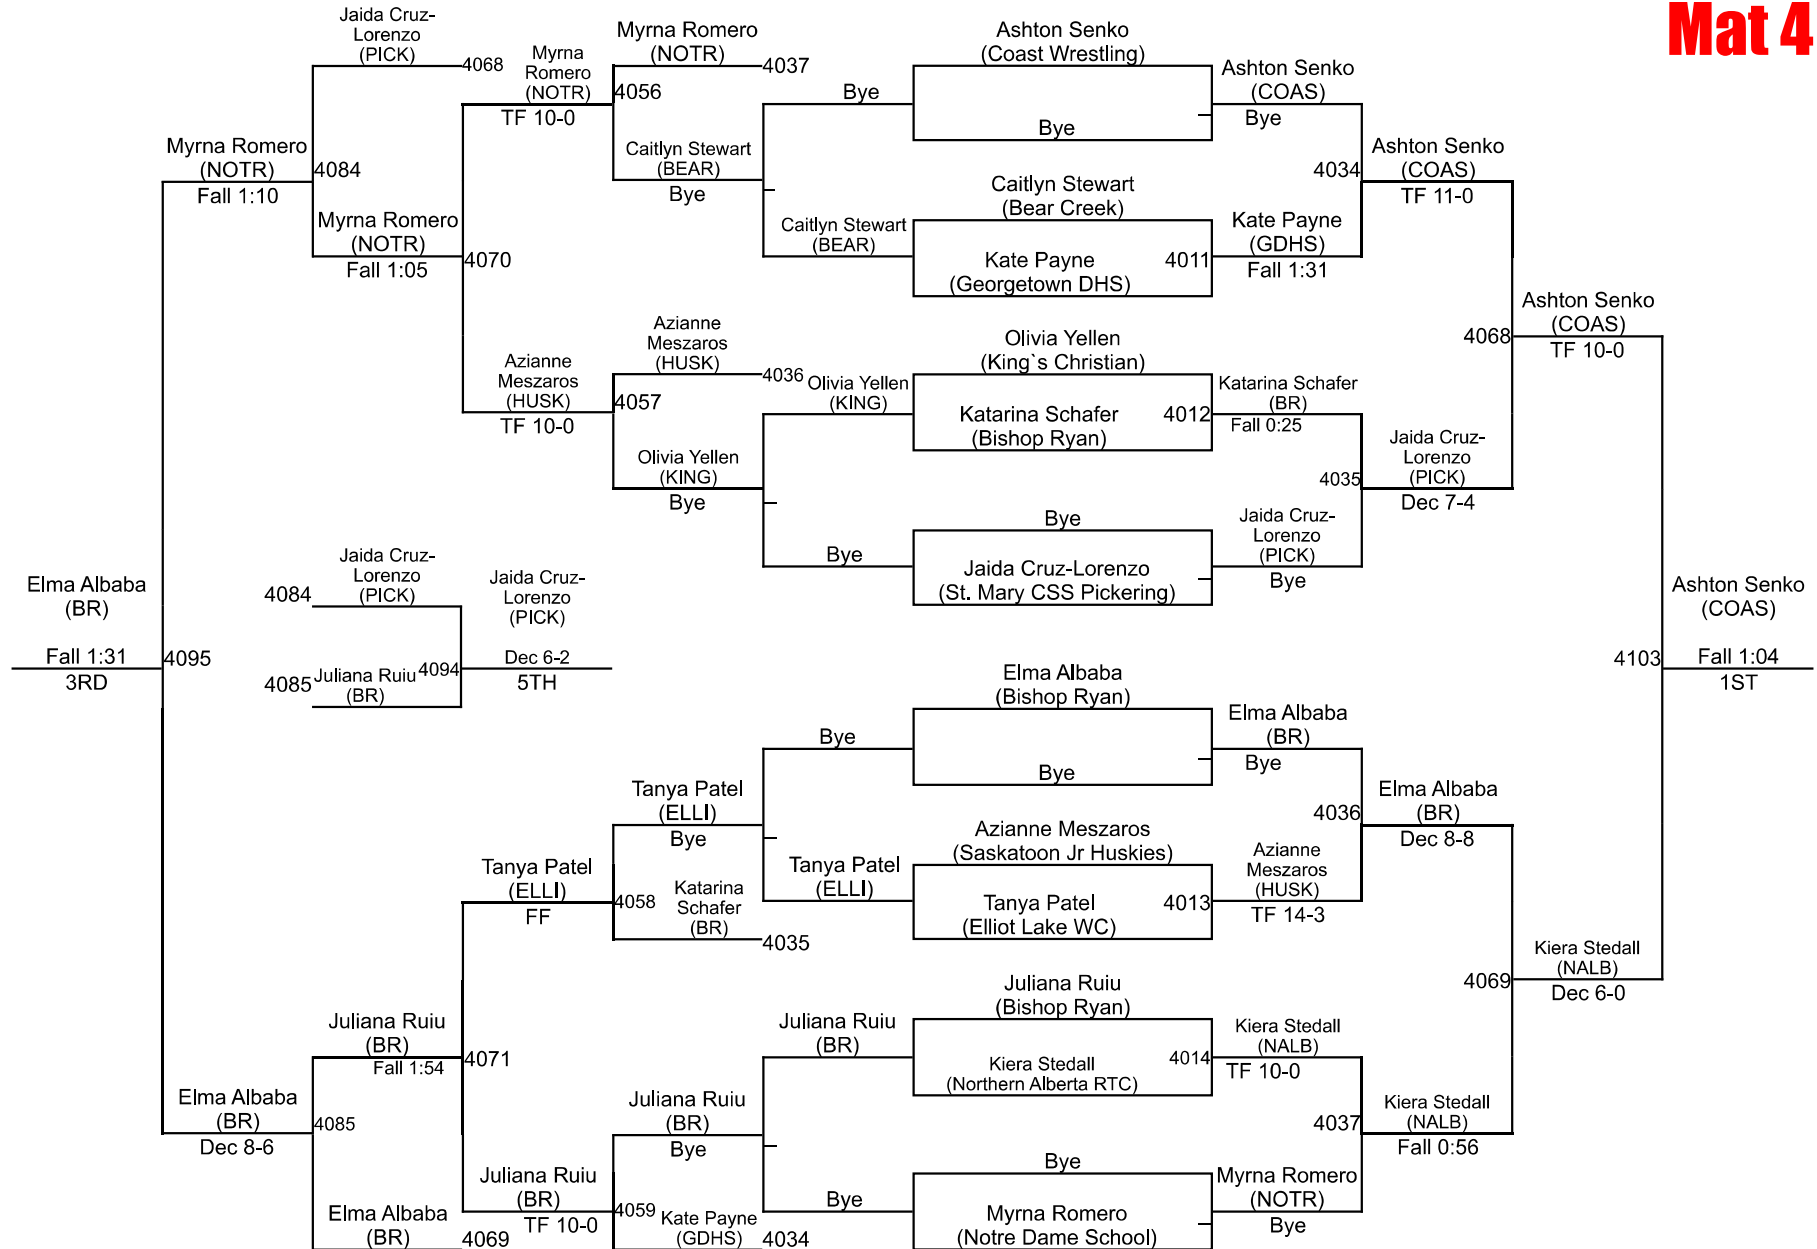 Mat 4
Jaida Cruz-
Lorenzo
(PICK)
4068
Myrna
Romero
(NOTR)
TF 10-0
Myrna Romero
(NOTR)
4037
4056
Caitlyn Stewart
(BEAR)
Bye
Bye
Caitlyn Stewart
(BEAR)
Ashton Senko
(Coast Wrestling)
Bye
Ashton Senko
(COAS)
Bye
Myrna Romero
(NOTR)
Fall 1:10
4084
Myrna Romero
(NOTR)
Fall 1:05
4070
Caitlyn Stewart
(Bear Creek)
Kate Payne
(Georgetown DHS)
4011
Kate Payne
(GDHS)
Fall 1:31
4034
Ashton Senko
(COAS)
TF 11-0
Azianne
Meszaros
(HUSK)
TF 10-0
Azianne
Meszaros
(HUSK)
4036
4057
Olivia Yellen
(KING)
Bye
Olivia Yellen
(KING)
Bye
Olivia Yellen
(King`s Christian)
Katarina Schafer
(Bishop Ryan)
4012
Katarina Schafer
(BR)
Fall 0:25
4035
Jaida Cruz-
Lorenzo
(PICK)
Dec 7-4
4068
Ashton Senko
(COAS)
TF 10-0
Bye
Jaida Cruz-Lorenzo
(St. Mary CSS Pickering)
Jaida Cruz-
Lorenzo
(PICK)
Bye
Elma Albaba
(BR)
Fall 1:31
3RD
4095
4084
Jaida Cruz-
Lorenzo
(PICK)
4085
Juliana Ruiu
(BR)
4094
Jaida Cruz-
Lorenzo
(PICK)
Dec 6-2
5TH
4103
Ashton Senko
(COAS)
Fall 1:04
1ST
Elma Albaba
(Bishop Ryan)
Bye
Elma Albaba
(BR)
Bye
Bye
Tanya Patel
(ELLI)
Bye
Tanya Patel
(ELLI)
Azianne Meszaros
(Saskatoon Jr Huskies)
Tanya Patel
(Elliot Lake WC)
4013
Azianne
Meszaros
(HUSK)
TF 14-3
4036
Elma Albaba
(BR)
Dec 8-8
Tanya Patel
(ELLI)
FF
4058
Katarina
Schafer
(BR)
4035
4069
Kiera Stedall
(NALB)
Dec 6-0
Juliana Ruiu
(BR)
Fall 1:54
4071
Juliana Ruiu
(BR)
Juliana Ruiu
(Bishop Ryan)
Kiera Stedall
(Northern Alberta RTC)
4014
Kiera Stedall
(NALB)
TF 10-0
4037
Kiera Stedall
(NALB)
Fall 0:56
Elma Albaba
(BR)
Dec 8-6
4085
Juliana Ruiu
(BR)
Bye
Bye
Bye
Myrna Romero
(Notre Dame School)
Myrna Romero
(NOTR)
Bye
Juliana Ruiu
(BR)
TF 10-0
4059
Kate Payne
(GDHS)
4034
Elma Albaba
(BR)
4069